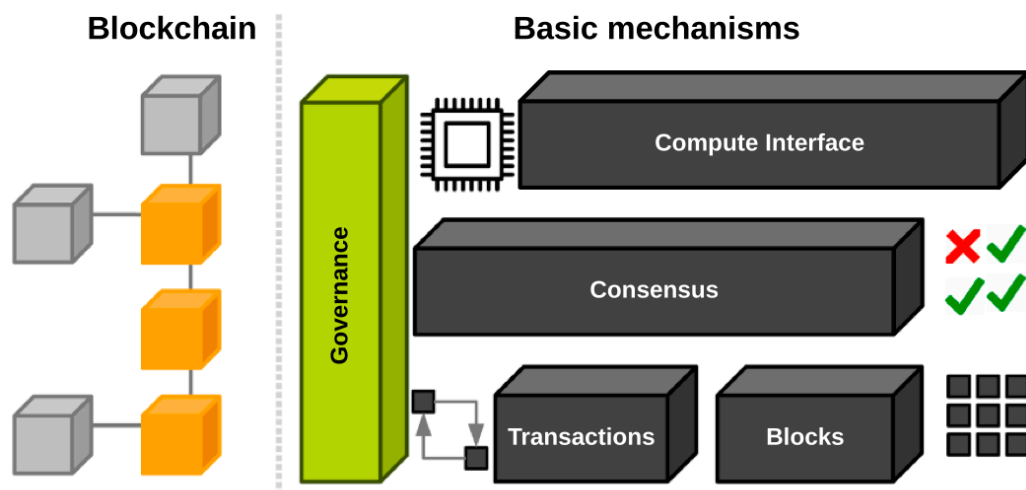 Blockchain
Basic mechanisms
Compute Interface
Governance
Consensus
Transactions
Blocks